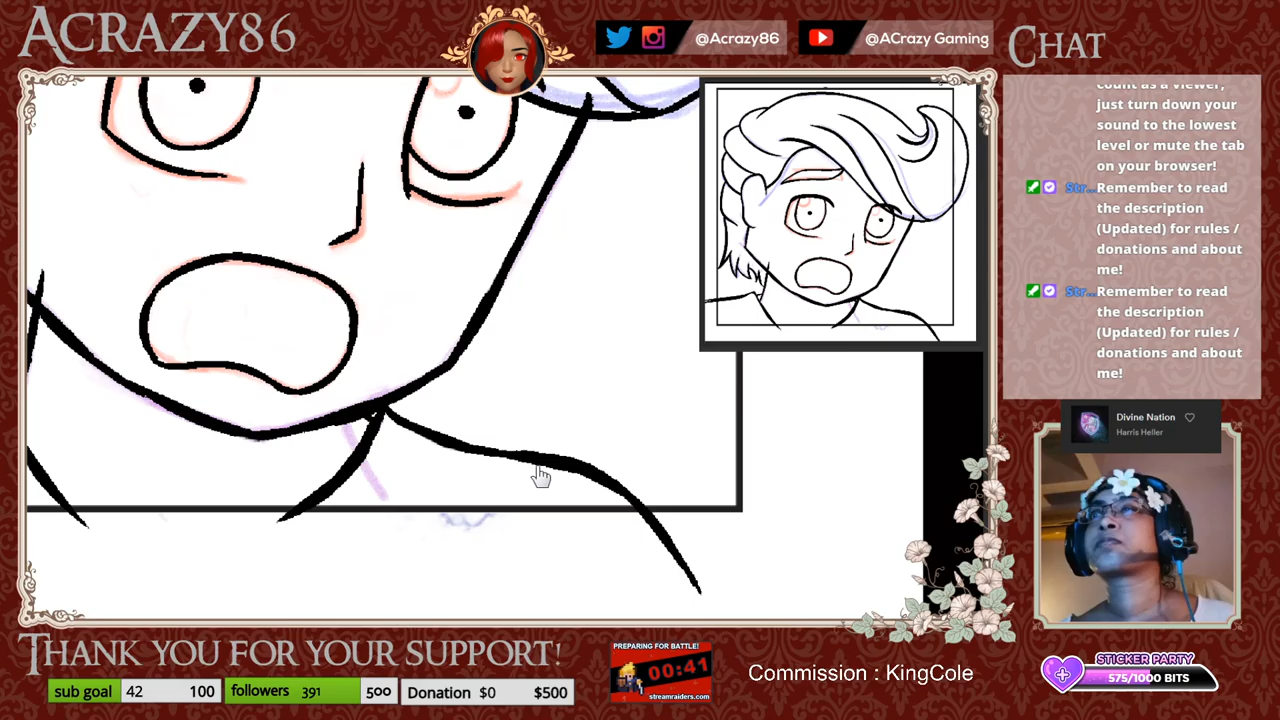 ACRAZY86
@Acrazy86
@ACrazy Gaming
CHAT
count as a viewer,
just turn down your
sound to the lowest
level or mute the tab
on your browser!
Str... Remember to read
the description
(Updated) for rules /
donations and about
me!
Str... Remember to read
the description
(Updated) for rules /
donations and about
me!
Divine Nation
Harris Heller
THANK YOU FOR YOUR SUPPORT!
sub goal 42 100
followers 391 500
Donation $0 $500
PREPARING FOR BATTLE!
00:41
streamraiders.com
Commission : KingCole
STICKER PARTY
575/1000 BITS